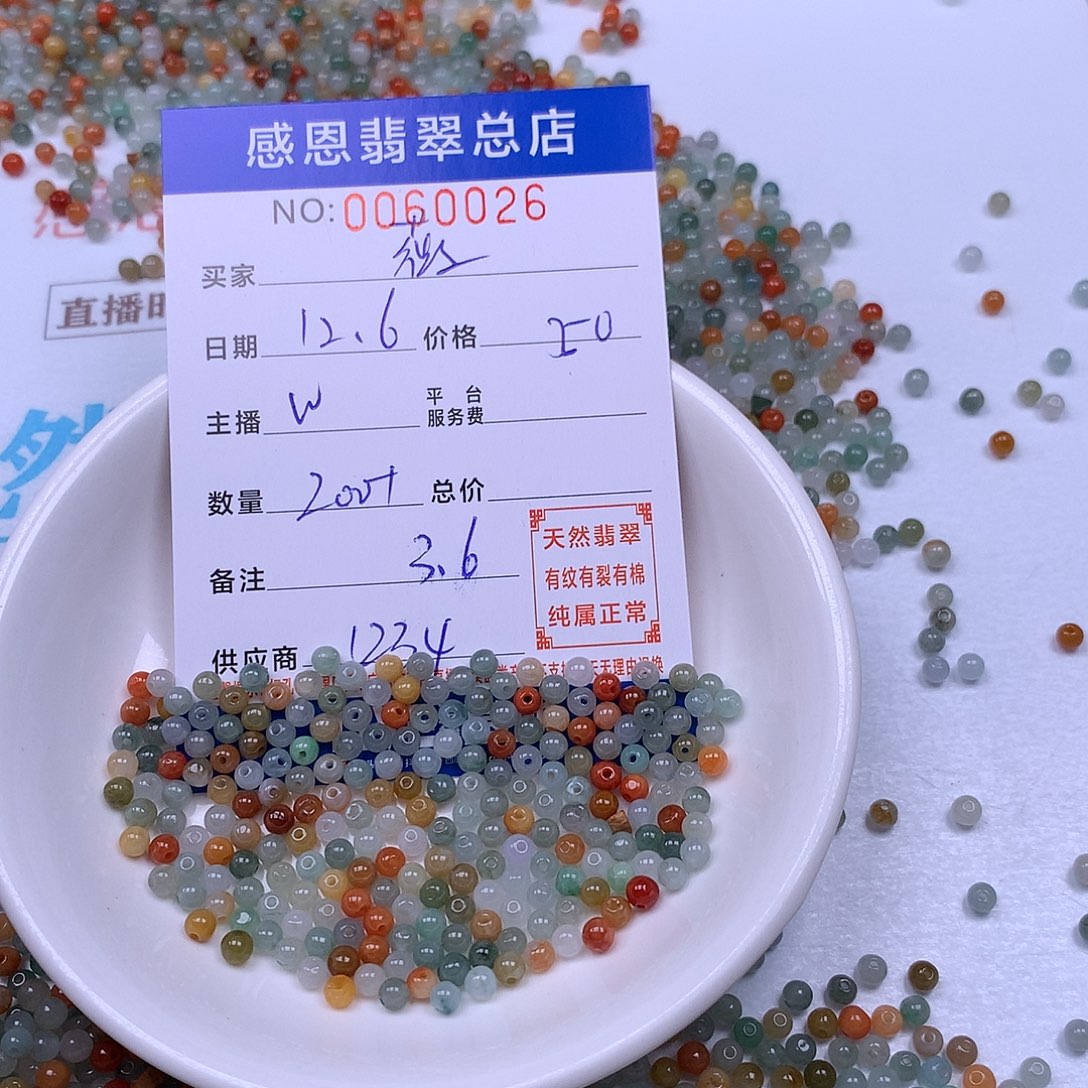 感恩翡翠总店
NO:0060026
买家 微
日期 12.6 价格 50
主播 W 平台服务费
数量 200+ 总价
备注 3.6
供应商 1234
天然翡翠
有纹有裂有棉
纯属正常
直播时